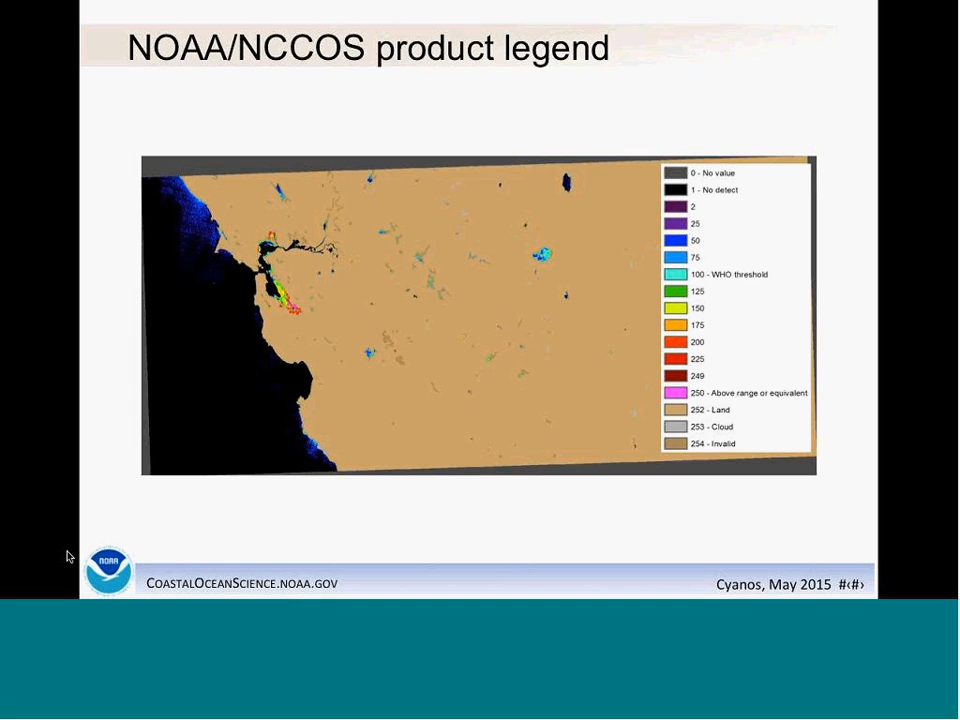 NOAA/NCCOS product legend
0 - No value
1 - No detect
2
25
50
75
100 - WHO threshold
125
150
175
200
225
249
250 - Above range or equivalent
252 - Land
253 - Cloud
254 - Invalid
NOAA
COASTALOCEANSCIENCE.NOAA.GOV
Cyanos, May 2015 #‹#›